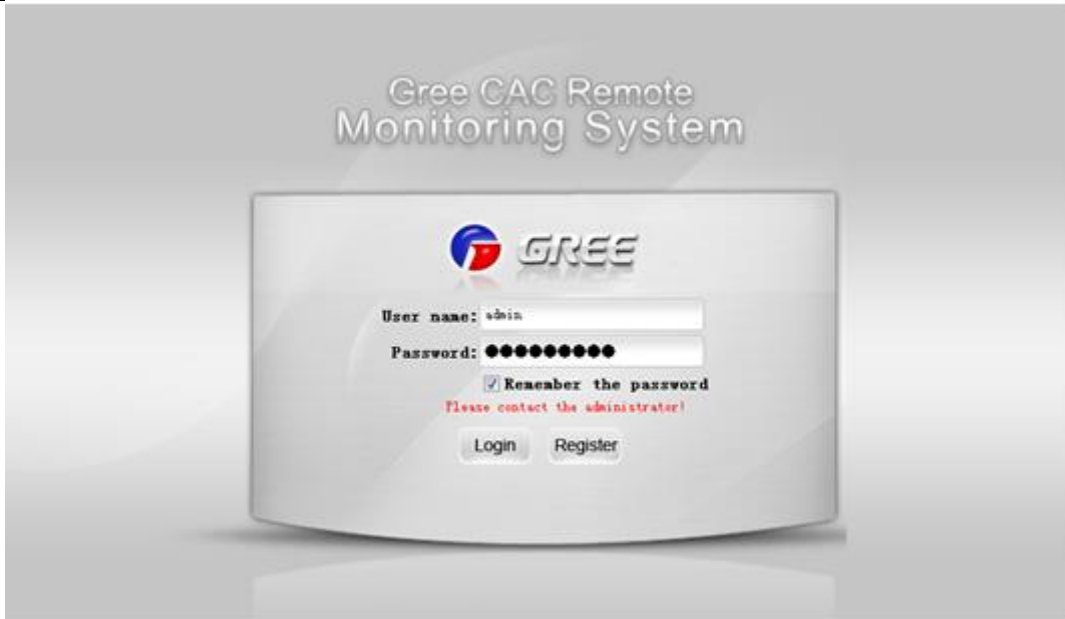 Gree CAC Remote
Monitoring System
GREE
User name: admin
Password: ●●●●●●●●●
Remember the password
Please contact the administrator!
Login Register